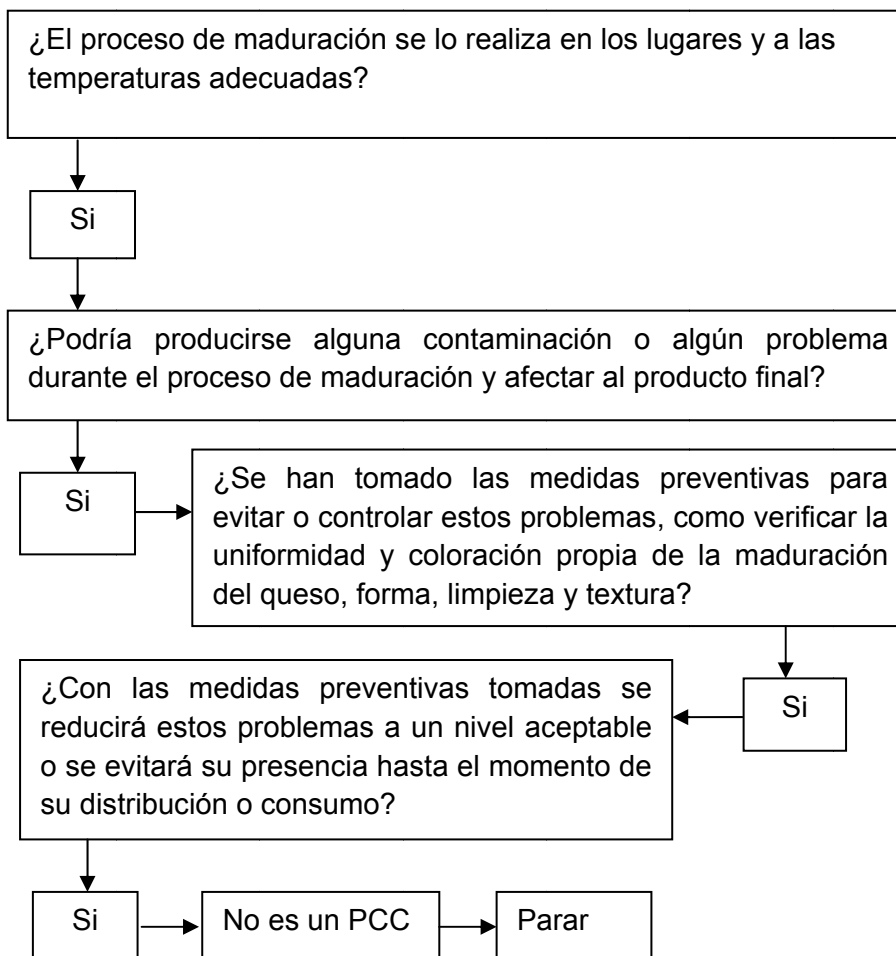 ¿El proceso de maduración se lo realiza en los lugares y a las
temperaturas adecuadas?
Si
¿Podría producirse alguna contaminación o algún problema
durante el proceso de maduración y afectar al producto final?
Si
¿Se han tomado las medidas preventivas para
evitar o controlar estos problemas, como verificar la
uniformidad y coloración propia de la maduración
del queso, forma, limpieza y textura?
Si
¿Con las medidas preventivas tomadas se
reducirá estos problemas a un nivel aceptable
o se evitará su presencia hasta el momento de
su distribución o consumo?
Si
No es un PCC
Parar